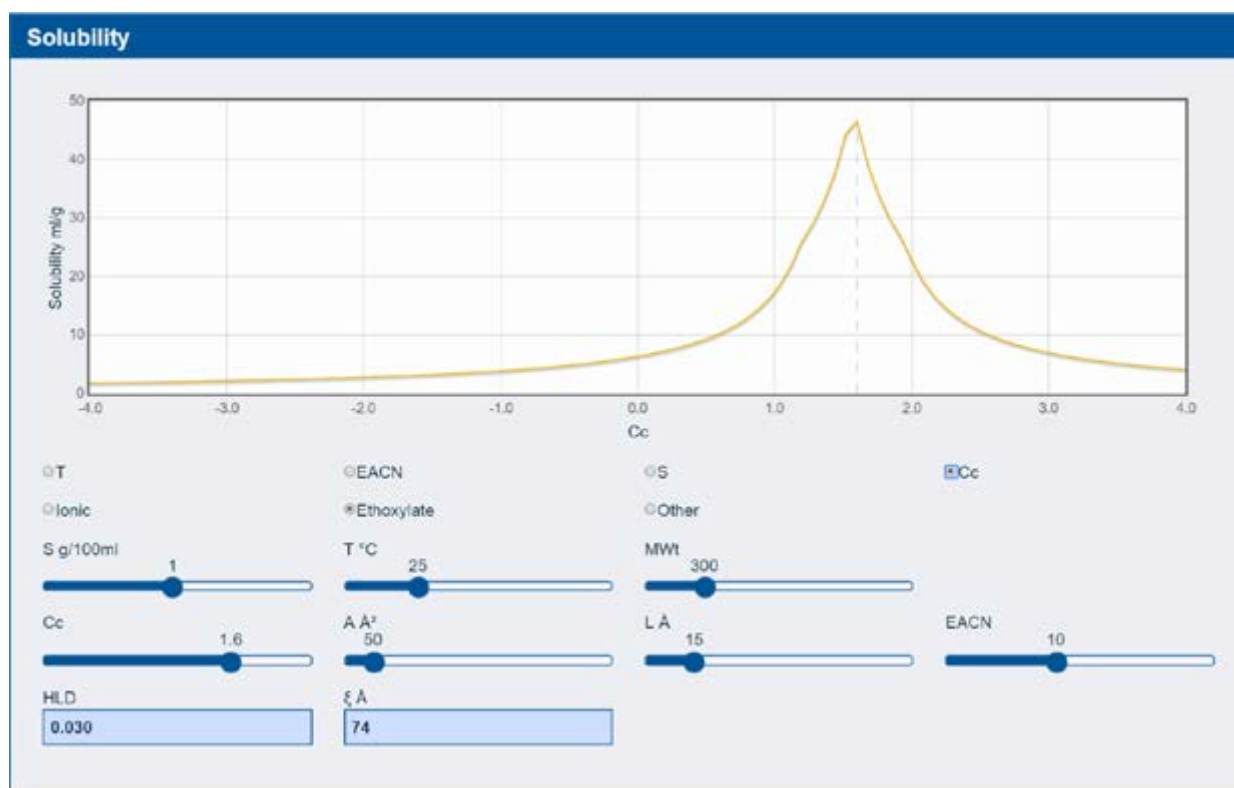 Solubility
50
40
30
20
10
0
Solubility ml/g
-4.0 -3.0 -2.0 -1.0 0.0 1.0 2.0 3.0 4.0
Cc
T EACN S Cc
Ionic Ethoxylate Other
S g/100ml T °C MWt
1 25 300
Cc A Å² L Å EACN
1.6 50 15 10
HLD ξ Å
0.030 74